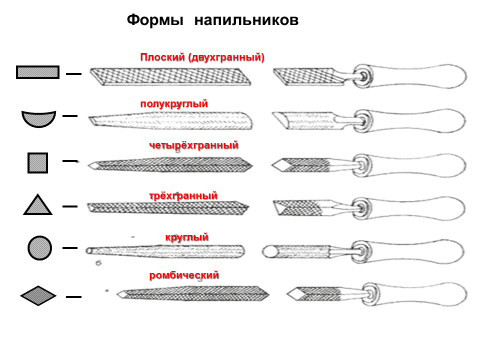 Формы напильников
Плоский (двухгранный)
полукруглый
четырёхгранный
трёхгранный
круглый
ромбический